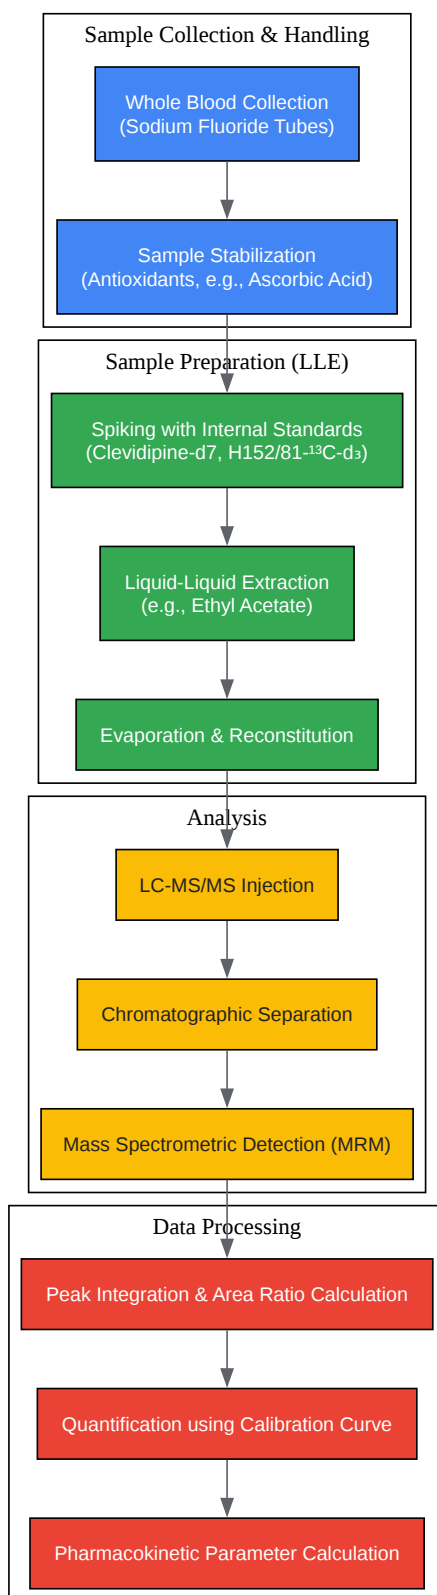 Sample Collection & Handling
Whole Blood Collection
(Sodium Fluoride Tubes)
Sample Stabilization
(Antioxidants, e.g., Ascorbic Acid)
Sample Preparation (LLE)
Spiking with Internal Standards
(Clevidipine-d7, H152/81-¹³C-d₃)
Liquid-Liquid Extraction
(e.g., Ethyl Acetate)
Evaporation & Reconstitution
Analysis
LC-MS/MS Injection
Chromatographic Separation
Mass Spectrometric Detection (MRM)
Data Processing
Peak Integration & Area Ratio Calculation
Quantification using Calibration Curve
Pharmacokinetic Parameter Calculation